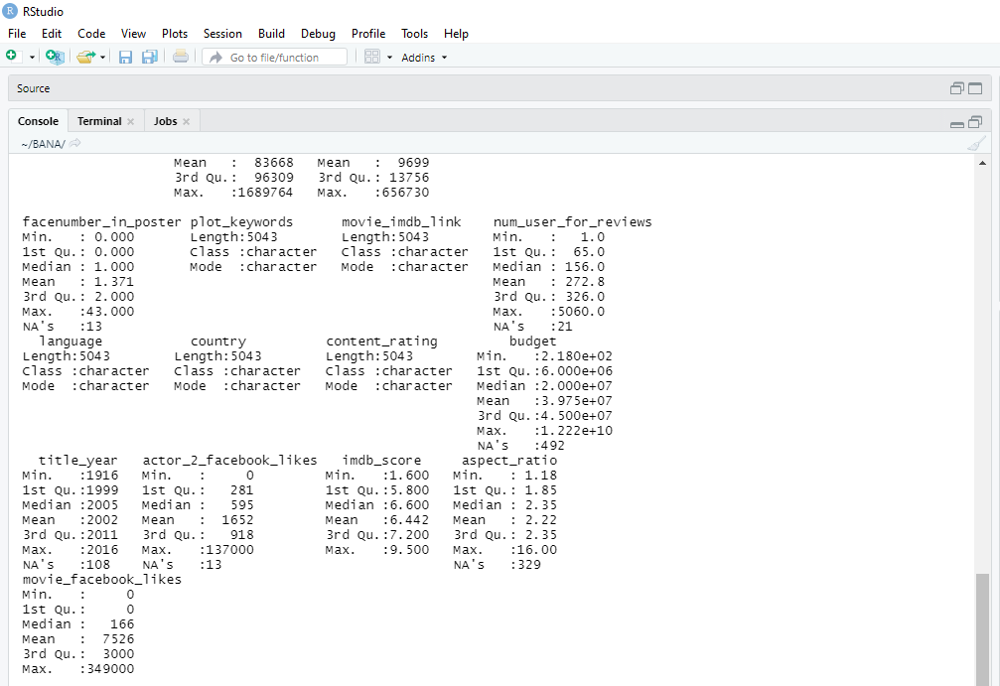 RStudio
File Edit Code View Plots Session Build Debug Profile Tools Help
Go to file/function Addins
Source
Console Terminal Jobs
~/BANA/
Mean   :  83668   Mean   :  9699
3rd Qu.:  96309   3rd Qu.: 13756
Max.   :1689764   Max.   :656730
facenumber_in_poster plot_keywords      movie_imdb_link    num_user_for_reviews
Min.   : 0.000       Length:5043        Length:5043        Min.   :   1.0
1st Qu.: 0.000       Class :character   Class :character   1st Qu.:  65.0
Median : 1.000       Mode  :character   Mode  :character   Median : 156.0
Mean   : 1.371                                             Mean   : 272.8
3rd Qu.: 2.000                                             3rd Qu.: 326.0
Max.   :43.000                                             Max.   :5060.0
NA's   :13                                                 NA's   :21
language           country          content_rating         budget
Length:5043        Length:5043        Length:5043        Min.   :2.180e+02
Class :character   Class :character   Class :character   1st Qu.:6.000e+06
Mode  :character   Mode  :character   Mode  :character   Median :2.000e+07
Mean   :3.975e+07
3rd Qu.:4.500e+07
Max.   :1.222e+10
NA's   :492
title_year   actor_2_facebook_likes   imdb_score     aspect_ratio
Min.   :1916   Min.   :     0         Min.   :1.600   Min.   : 1.18
1st Qu.:1999   1st Qu.:   281         1st Qu.:5.800   1st Qu.: 1.85
Median :2005   Median :   595         Median :6.600   Median : 2.35
Mean   :2002   Mean   :  1652         Mean   :6.442   Mean   : 2.22
3rd Qu.:2011   3rd Qu.:   918         3rd Qu.:7.200   3rd Qu.: 2.35
Max.   :2016   Max.   :137000         Max.   :9.500   Max.   :16.00
NA's   :108    NA's   :13                             NA's   :329
movie_facebook_likes
Min.   :     0
1st Qu.:     0
Median :   166
Mean   :  7526
3rd Qu.:  3000
Max.   :349000